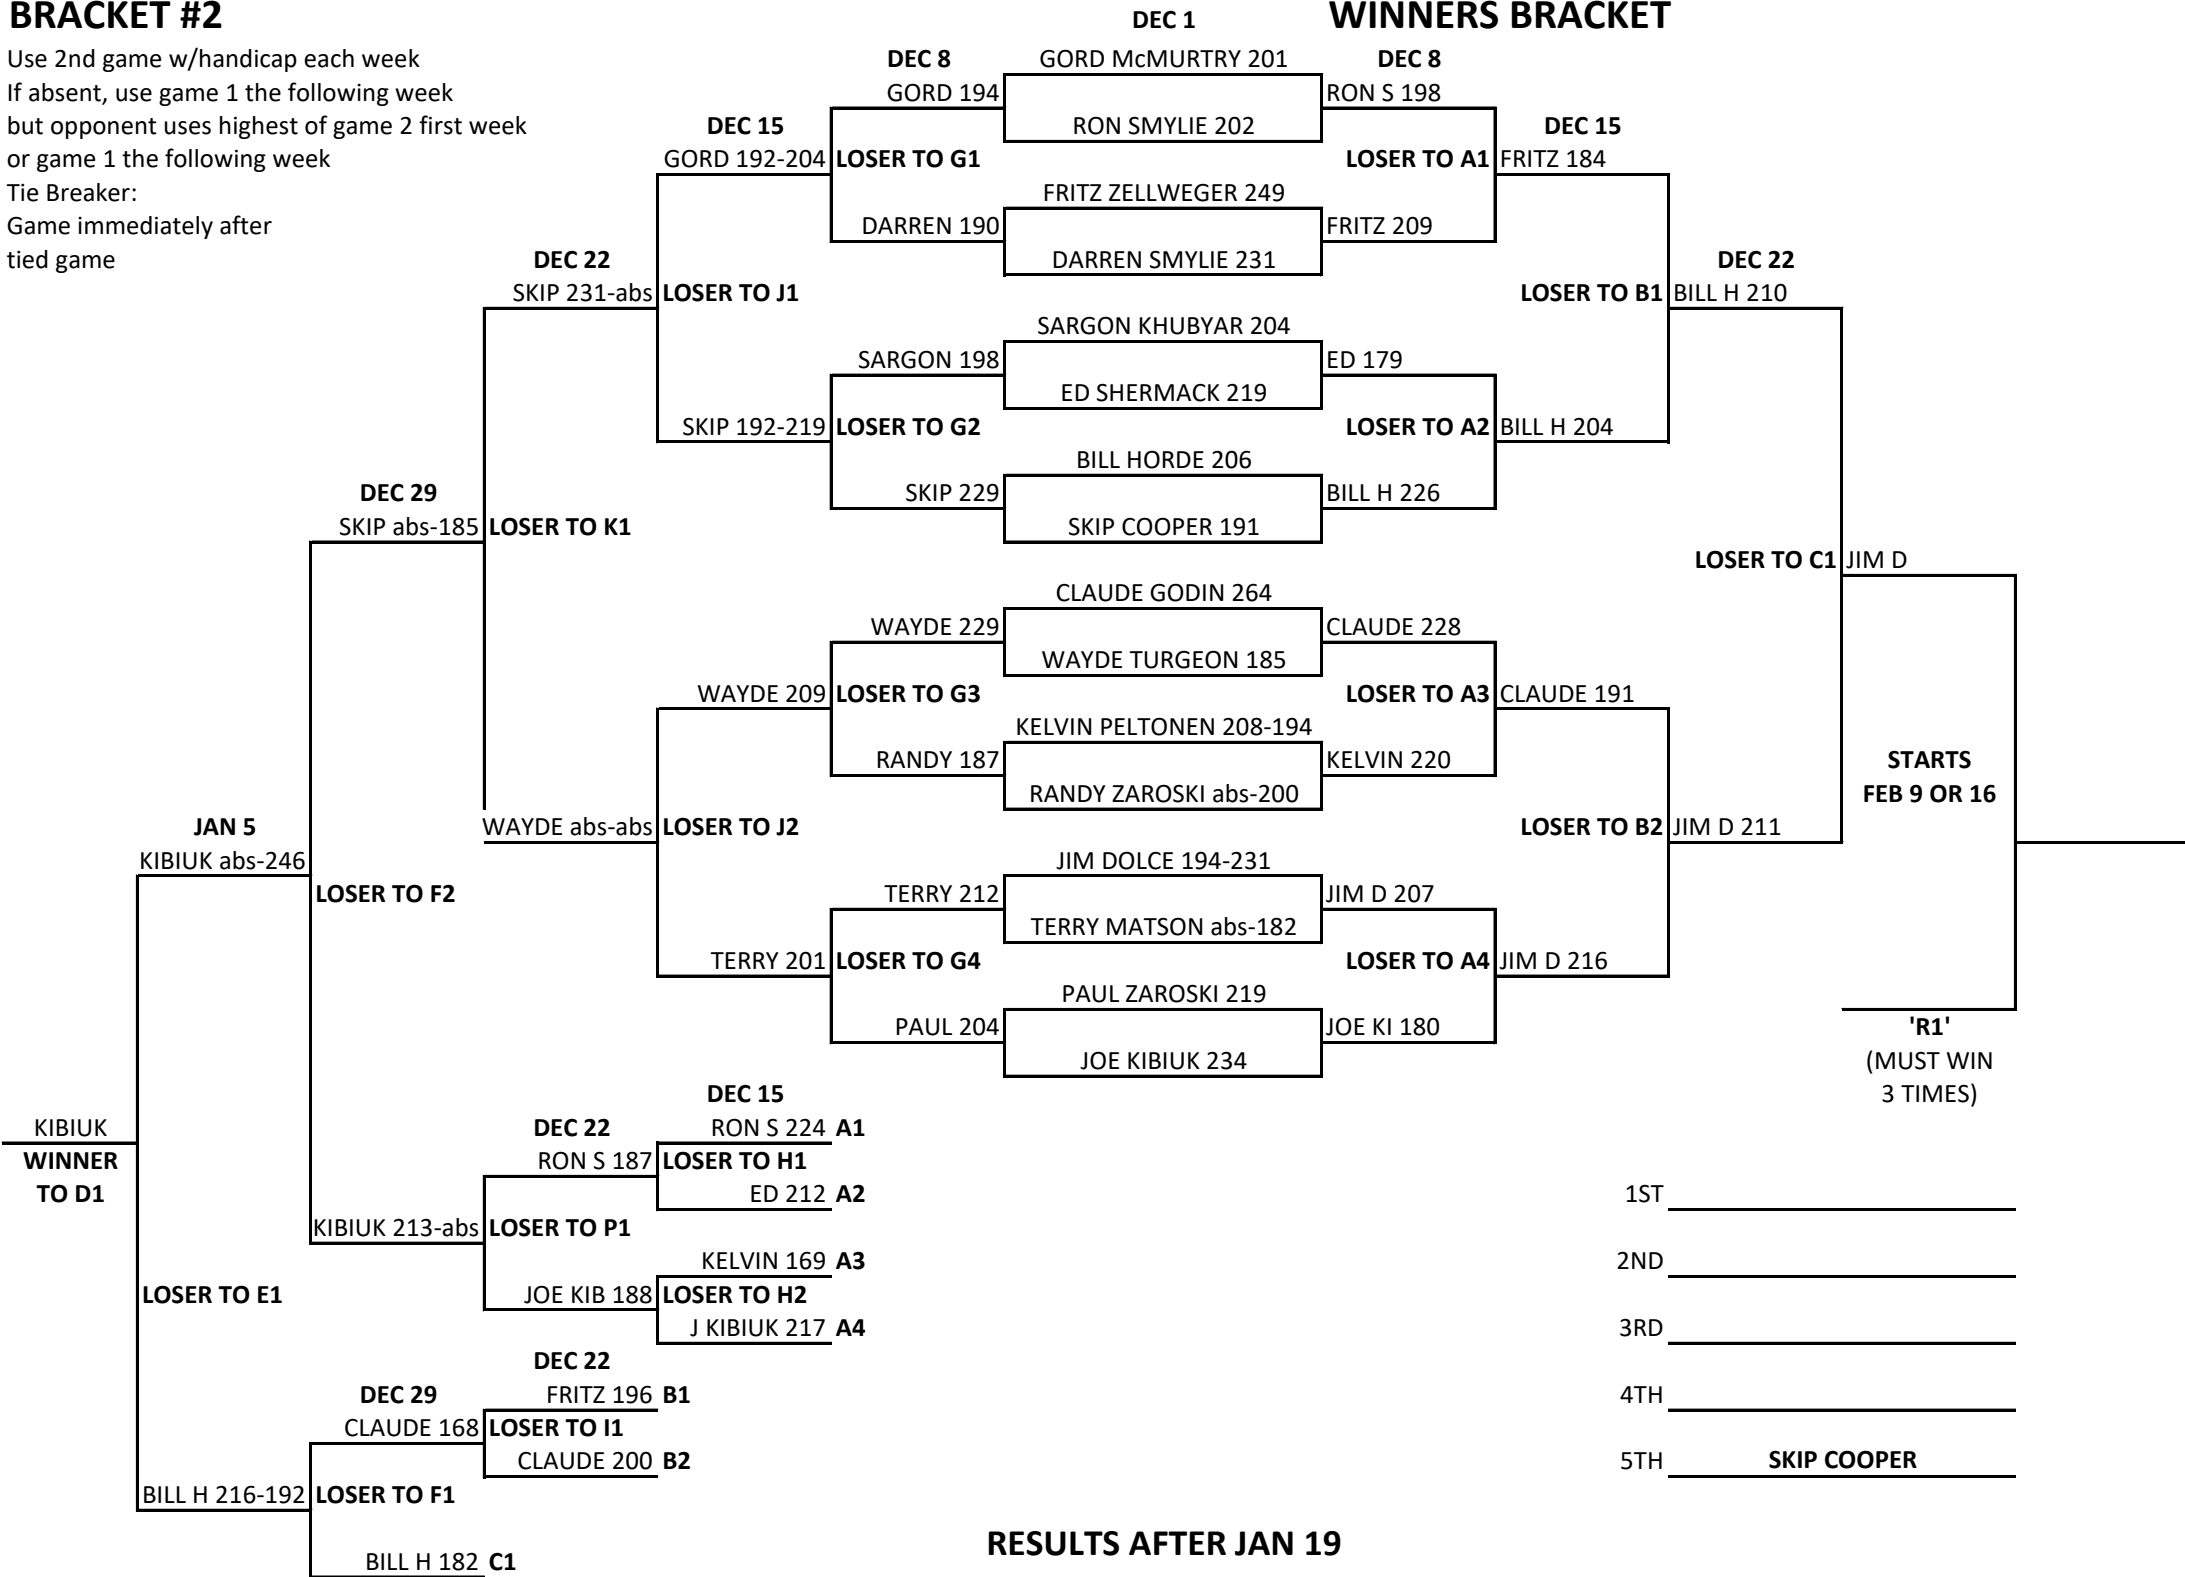 BRACKET #2
DEC 1
WINNERS BRACKET
Use 2nd game w/handicap each week
DEC 8
GORD McMURTRY 201
DEC 8
If absent, use game 1 the following week
GORD 194
RON S 198
but opponent uses highest of game 2 first week
DEC 15
RON SMYLIE 202
DEC 15
or game 1 the following week
GORD 192-204
LOSER TO G1
LOSER TO A1
FRITZ 184
Tie Breaker:
FRITZ ZELLWEGER 249
Game immediately after
DARREN 190
FRITZ 209
tied game
DEC 22
DARREN SMYLIE 231
DEC 22
SKIP 231-abs
LOSER TO J1
LOSER TO B1
BILL H 210
SARGON KHUBYAR 204
SARGON 198
ED 179
ED SHERMACK 219
SKIP 192-219
LOSER TO G2
LOSER TO A2
BILL H 204
BILL HORDE 206
DEC 29
SKIP 229
BILL H 226
SKIP abs-185
LOSER TO K1
SKIP COOPER 191
LOSER TO C1
JIM D
CLAUDE GODIN 264
WAYDE 229
CLAUDE 228
WAYDE TURGEON 185
WAYDE 209
LOSER TO G3
LOSER TO A3
CLAUDE 191
KELVIN PELTONEN 208-194
RANDY 187
KELVIN 220
STARTS
RANDY ZAROSKI abs-200
FEB 9 OR 16
JAN 5
WAYDE abs-abs
LOSER TO J2
LOSER TO B2
JIM D 211
KIBIUK abs-246
JIM DOLCE 194-231
LOSER TO F2
TERRY 212
JIM D 207
TERRY MATSON abs-182
TERRY 201
LOSER TO G4
LOSER TO A4
JIM D 216
PAUL ZAROSKI 219
PAUL 204
JOE KI 180
'R1'
JOE KIBIUK 234
(MUST WIN
DEC 15
3 TIMES)
KIBIUK
DEC 22
RON S 224
A1
WINNER
RON S 187
LOSER TO H1
TO D1
ED 212
A2
1ST
KIBIUK 213-abs
LOSER TO P1
KELVIN 169
A3
2ND
LOSER TO E1
JOE KIB 188
LOSER TO H2
J KIBIUK 217
A4
3RD
DEC 22
DEC 29
FRITZ 196
B1
4TH
CLAUDE 168
LOSER TO I1
CLAUDE 200
B2
5TH
SKIP COOPER
BILL H 216-192
LOSER TO F1
RESULTS AFTER JAN 19
BILL H 182
C1